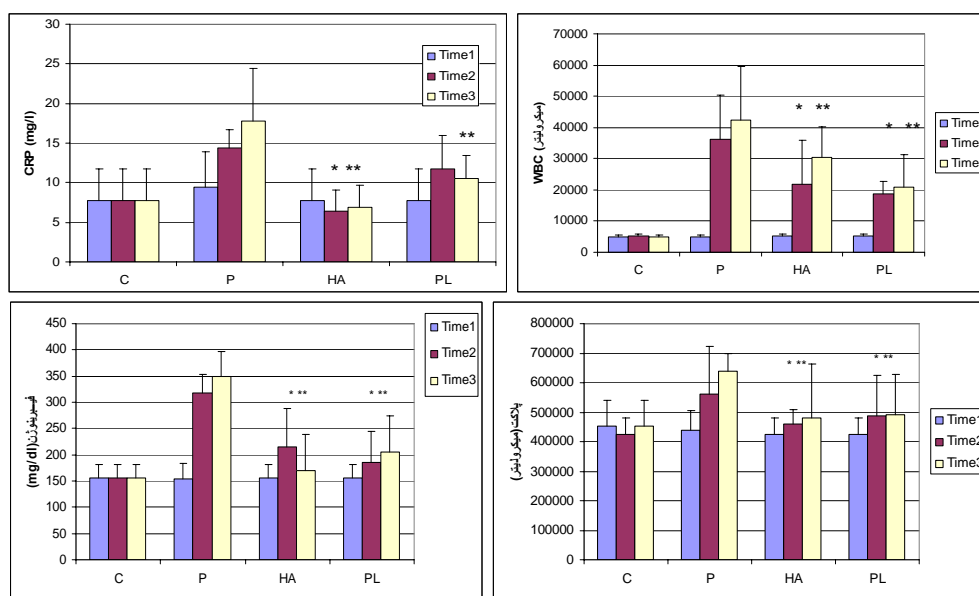 30
25
20
15
10
5
0
CRP (mg/l)
Time1
Time2
Time3
* **
**
C P HA PL
70000
60000
50000
40000
30000
20000
10000
0
WBC (میکرولیتر)
Time
Time
Time
* **
* **
C P HA PL
450
400
350
300
250
200
150
100
50
0
فیبرینوژن(mg/dl)
Time1
Time2
Time3
* **
* **
C P HA PL
800000
700000
600000
500000
400000
300000
200000
100000
0
پلاکت(میکرولیتر)
Time1
Time2
Time3
* **
* **
C P HA PL